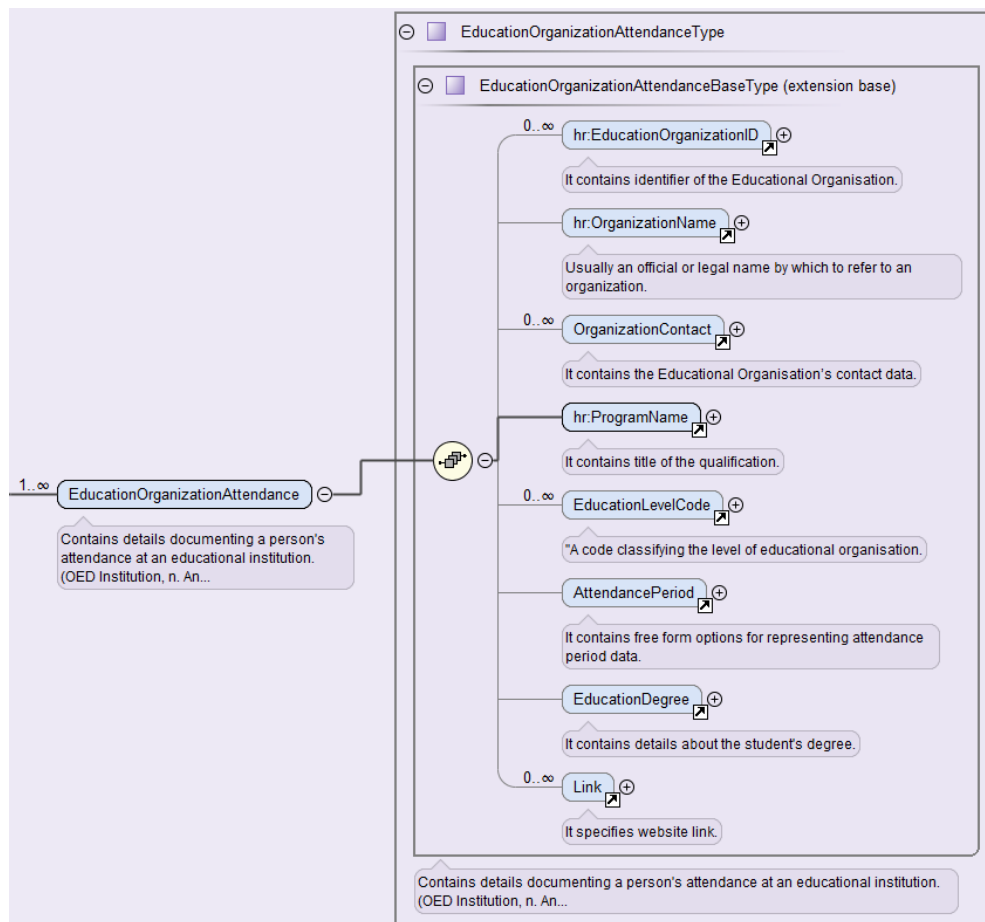 EducationOrganizationAttendanceType
EducationOrganizationAttendanceBaseType (extension base)
0..∞
hr:EducationOrganizationID
It contains identifier of the Educational Organisation.
hr:OrganizationName
Usually an official or legal name by which to refer to an
organization.
0..∞
OrganizationContact
It contains the Educational Organisation's contact data.
hr:ProgramName
It contains title of the qualification.
1..∞
EducationOrganizationAttendance
Contains details documenting a person's
attendance at an educational institution.
(OED Institution, n. An...
0..∞
EducationLevelCode
"A code classifying the level of educational organisation.
AttendancePeriod
It contains free form options for representing attendance
period data.
EducationDegree
It contains details about the student's degree.
0..∞
Link
It specifies website link.
Contains details documenting a person's attendance at an educational institution.
(OED Institution, n. An...